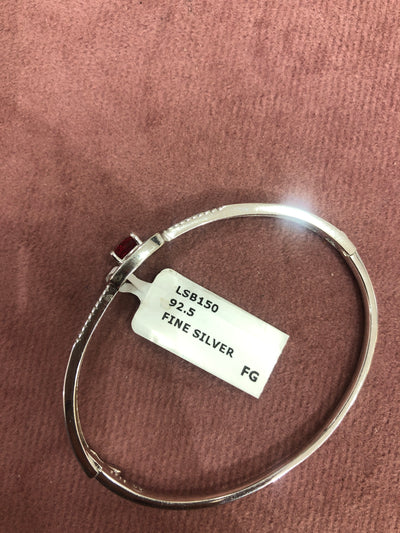 LSB150
92.5
FINE SILVER
FG